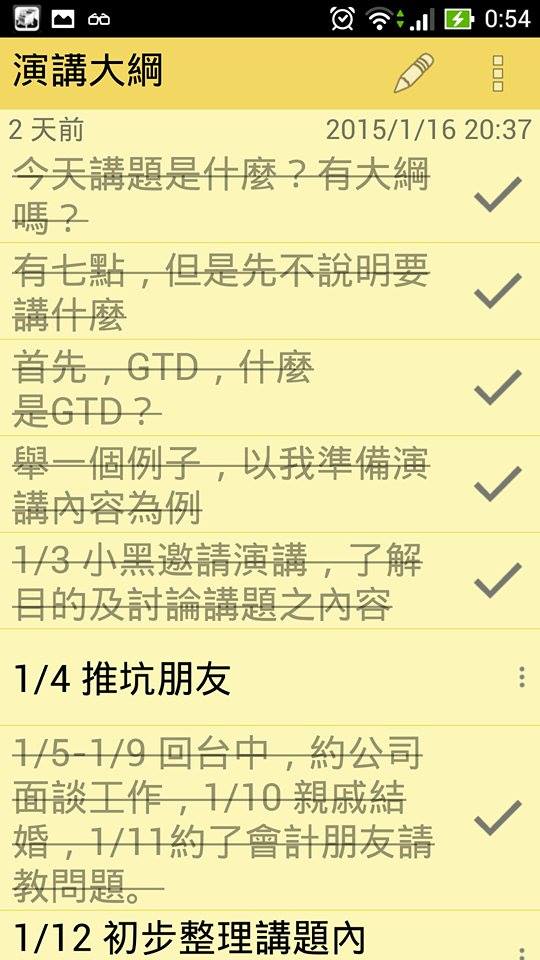 0:54
演講大綱
2 天前 2015/1/16 20:37
今天講題是什麼？有大綱
嗎？
有七點，但是先不說明要
講什麼
首先，GTD，什麼
是GTD？
舉一個例子，以我準備演
講內容為例
1/3 小黑邀請演講，了解
目的及討論講題之內容
1/4 推坑朋友
1/5-1/9 回台中，約公司
面談工作，1/10 親戚結
婚，1/11約了會計朋友請
教問題。
1/12 初步整理講題內